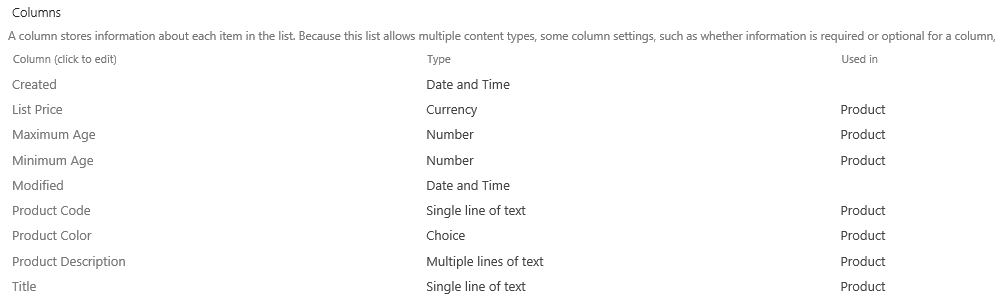 Columns
A column stores information about each item in the list. Because this list allows multiple content types, some column settings, such as whether information is required or optional for a column,
Column (click to edit) Type Used in
Created Date and Time
List Price Currency Product
Maximum Age Number Product
Minimum Age Number Product
Modified Date and Time
Product Code Single line of text Product
Product Color Choice Product
Product Description Multiple lines of text Product
Title Single line of text Product